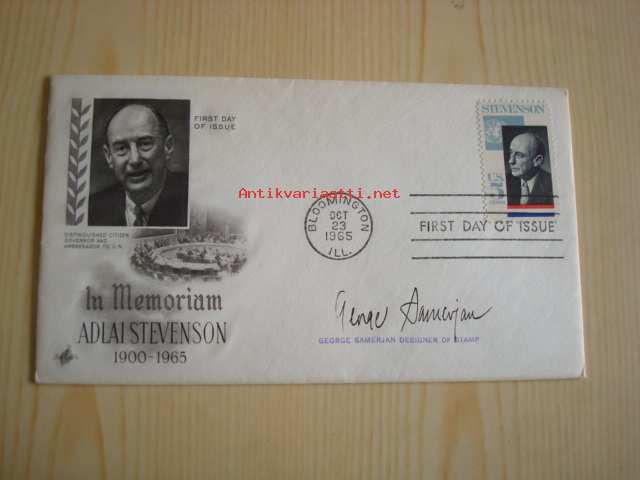 FIRST DAY
OF ISSUE
DISTINGUISHED CITIZEN
GOVERNOR AND
AMBASSADOR TO U.N.
In Memoriam
ADLAI STEVENSON
1900-1965
Antikvariaatti.net
BLOOMINGTON
OCT
23
1965
ILL.
STEVENSON
U.S.
5
FIRST DAY OF ISSUE
George Samerjan
GEORGE SAMERJAN DESIGNER OF STAMP